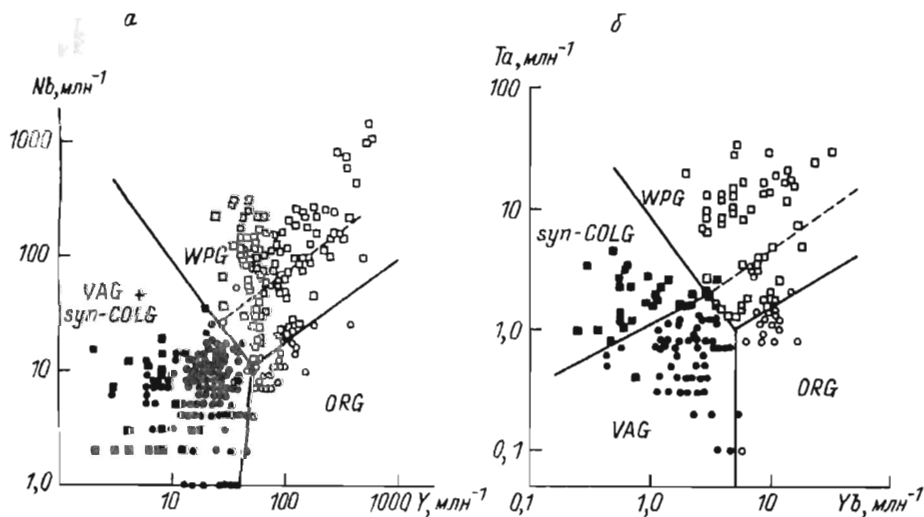 а
б
Nb, млн⁻¹
1000
100
10
1,0
WPG
VAG +
syn-COLG
ORG
10
100
1000
Y, млн⁻¹
Ta, млн⁻¹
100
10
1,0
0,1
WPG
syn-COLG
VAG
ORG
0,1
1,0
10
Yb, млн⁻¹